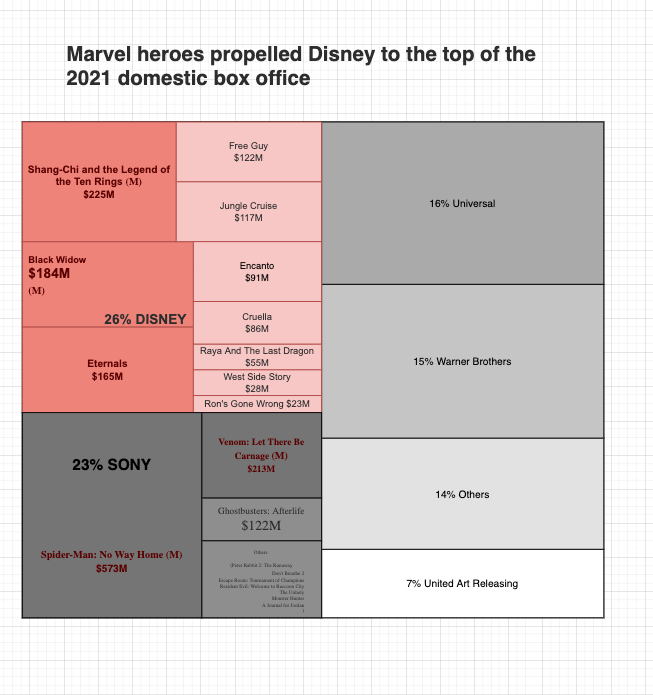 Marvel heroes propelled Disney to the top of the
2021 domestic box office
Shang-Chi and the Legend of
the Ten Rings (M)
$225M
Free Guy
$122M
Jungle Cruise
$117M
Black Widow
$184M
(M)
26% DISNEY
Eternals
$165M
Encanto
$91M
Cruella
$86M
Raya And The Last Dragon
$55M
West Side Story
$28M
Ron's Gone Wrong $23M
23% SONY
Spider-Man: No Way Home (M)
$573M
Venom: Let There Be
Carnage (M)
$213M
Ghostbusters: Afterlife
$122M
Others
(Peter Rabbit 2: The Runaway
Don't Breathe 2
Escape Room: Tournament of Champions
Resident Evil: Welcome to Raccoon City
The Unholy
Monster Hunter
A Journal for Jordan
)
16% Universal
15% Warner Brothers
14% Others
7% United Art Releasing